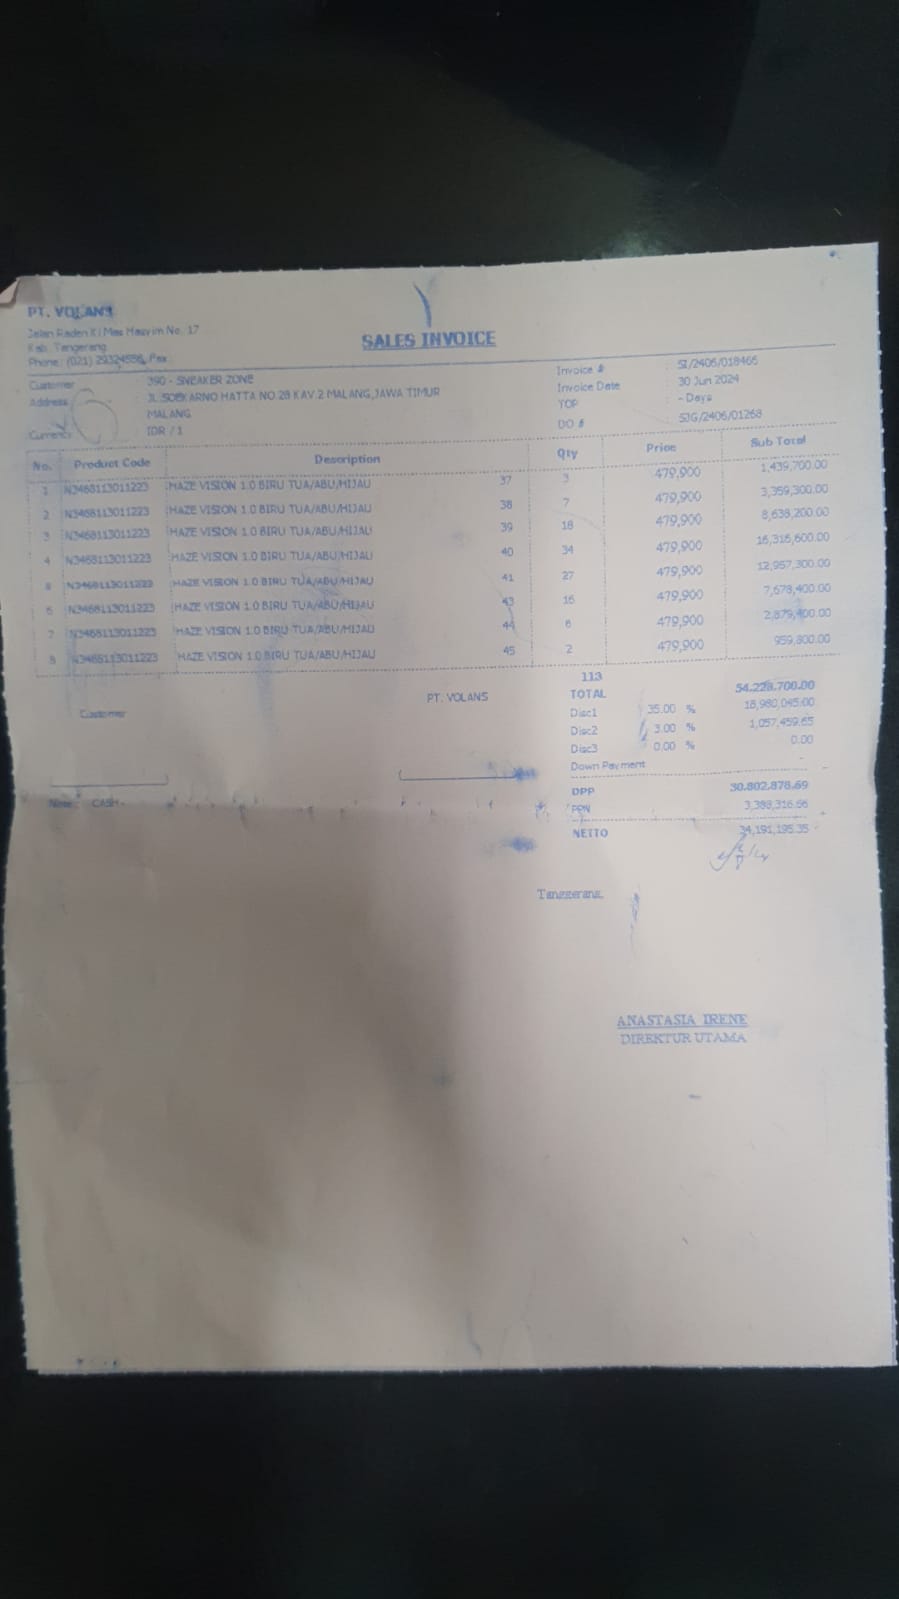 PT. VOLANS
Jalan Raden Ki Mas Hasyim No. 17
Kab. Tangerang
Phone : (021) 29324556, Fax :
SALES INVOICE
Customer : 390 - SNEAKER ZONE
Address : JL.SOEKARNO HATTA NO 28 KAV.2 MALANG,JAWA TIMUR
MALANG
Currency : IDR / 1
Invoice # : SI/2406/018465
Invoice Date : 30 Jun 2024
TOP : - Days
DO # : SJG/2406/01268
No. Product Code Description Qty Price Sub Total
1 N3468113011223 HAZE VISION 1.0 BIRU TUA/ABU/HIJAU 37 3 479,900 1,439,700.00
2 N3468113011223 HAZE VISION 1.0 BIRU TUA/ABU/HIJAU 38 7 479,900 3,359,300.00
3 N3468113011223 HAZE VISION 1.0 BIRU TUA/ABU/HIJAU 39 18 479,900 8,638,200.00
4 N3468113011223 HAZE VISION 1.0 BIRU TUA/ABU/HIJAU 40 34 479,900 16,316,600.00
5 N3468113011223 HAZE VISION 1.0 BIRU TUA/ABU/HIJAU 41 27 479,900 12,957,300.00
6 N3468113011223 HAZE VISION 1.0 BIRU TUA/ABU/HIJAU 43 16 479,900 7,678,400.00
7 N3468113011223 HAZE VISION 1.0 BIRU TUA/ABU/HIJAU 44 6 479,900 2,879,400.00
8 N3468113011223 HAZE VISION 1.0 BIRU TUA/ABU/HIJAU 45 2 479,900 959,800.00
113
Customer PT. VOLANS
TOTAL 54.228.700.00
Disc1 35.00 % 18,980,045.00
Disc2 3.00 % 1,057,459.65
Disc3 0.00 % 0.00
Down Payment -
DPP 30.802.878.69
Note : CASH
PPN 3,388,316.66
NETTO 34,191,195.35
Tanggerang,
ANASTASIA IRENE
DIREKTUR UTAMA